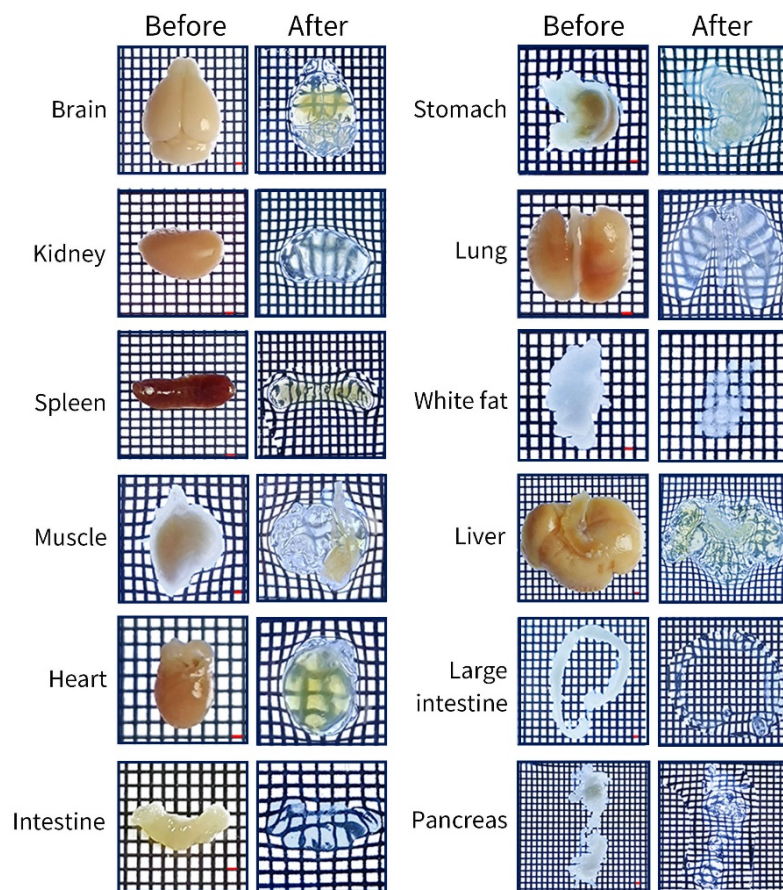 Before After
Brain
Kidney
Spleen
Muscle
Heart
Intestine
Before After
Stomach
Lung
White fat
Liver
Large
intestine
Pancreas